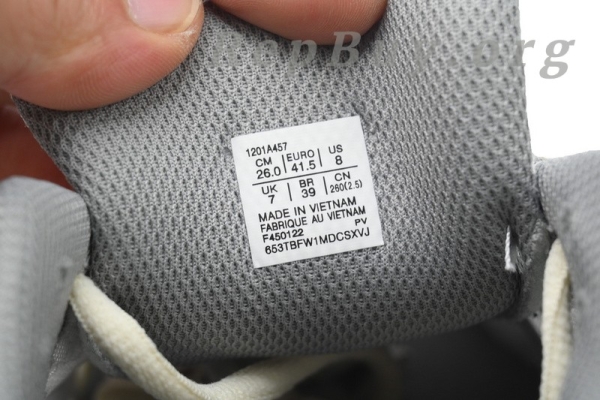 1201A457
CM 26.0 | EURO 41.5 | US 8
UK 7 | BR 39 | CN 260(2.5)
MADE IN VIETNAM
FABRIQUE AU VIETNAM
F450122 PV
653TBFW1MDCSXVJ